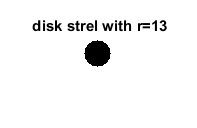 disk strel with r=13